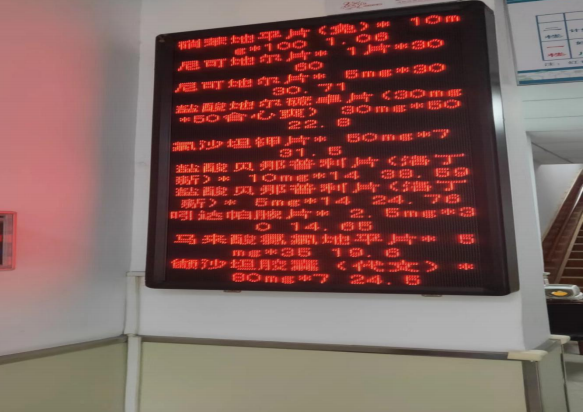 硝苯地平片(亮)* 10m
g*100 1.06
尼可地尔片* 1片*30
60
尼可地尔片* 5mg*30
30.71
盐酸地尔硫卓片(30mg
*50合心爽) 30mg*50
22.8
氯沙坦钾片* 50mg*7
31.5
盐酸贝那普利片(洛丁
新)* 10mg*14 38.59
盐酸贝那普利片(洛丁
新)* 5mg*14 24.76
吲达帕胺片* 2.5mg*3
0 14.65
马来酸氨氯地平片* 5
mg*35 19.6
缬沙坦胶囊(代文)*
80mg*7 24.5